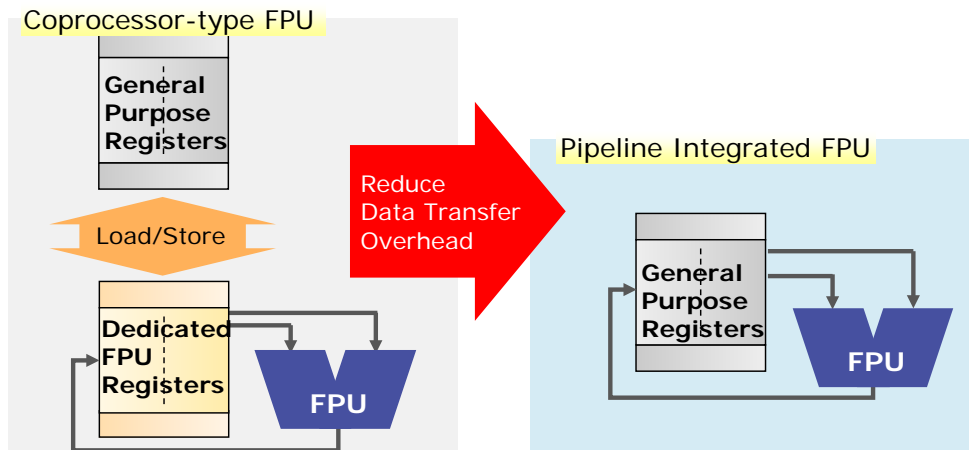 Coprocessor-type FPU
General
Purpose
Registers
Load/Store
Dedicated
FPU
Registers
FPU
Reduce
Data Transfer
Overhead
Pipeline Integrated FPU
General
Purpose
Registers
FPU